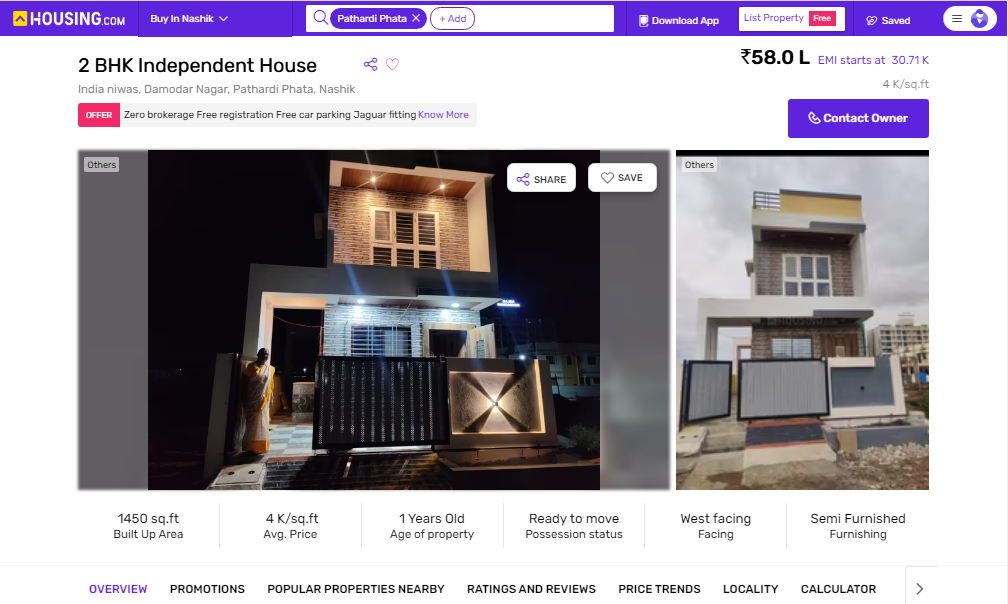 HOUSING.COM
Buy In Nashik
Pathardi Phata
+ Add
Download App
List Property Free
Saved
2 BHK Independent House
₹58.0 L EMI starts at 30.71 K
India niwas, Damodar Nagar, Pathardi Phata, Nashik
4 K/sq.ft
OFFER Zero brokerage Free registration Free car parking Jaguar fitting Know More
Contact Owner
Others
SHARE
SAVE
Others
HOUSING
1450 sq.ft
Built Up Area
4 K/sq.ft
Avg. Price
1 Years Old
Age of property
Ready to move
Possession status
West facing
Facing
Semi Furnished
Furnishing
OVERVIEW PROMOTIONS POPULAR PROPERTIES NEARBY RATINGS AND REVIEWS PRICE TRENDS LOCALITY CALCULATOR